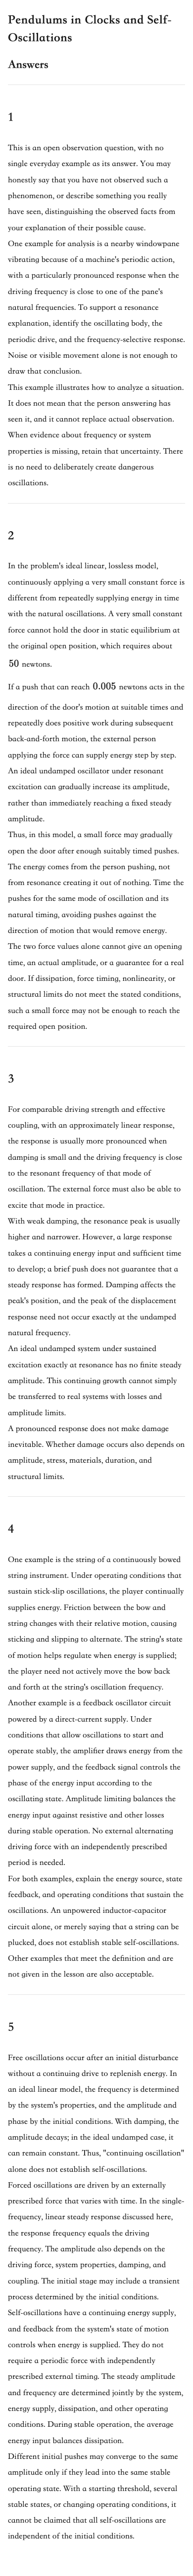 Pendulums in Clocks and Self-
Oscillations
Answers
1
This is an open observation question, with no
single everyday example as its answer. You may
honestly say that you have not observed such a
phenomenon, or describe something you really
have seen, distinguishing the observed facts from
your explanation of their possible cause.
One example for analysis is a nearby windowpane
vibrating because of a machine's periodic action,
with a particularly pronounced response when the
driving frequency is close to one of the pane's
natural frequencies. To support a resonance
explanation, identify the oscillating body, the
periodic drive, and the frequency-selective response.
Noise or visible movement alone is not enough to
draw that conclusion.
This example illustrates how to analyze a situation.
It does not mean that the person answering has
seen it, and it cannot replace actual observation.
When evidence about frequency or system
properties is missing, retain that uncertainty. There
is no need to deliberately create dangerous
oscillations.
2
In the problem's ideal linear, lossless model,
continuously applying a very small constant force is
different from repeatedly supplying energy in time
with the natural oscillations. A very small constant
force cannot hold the door in static equilibrium at
the original open position, which requires about
50 newtons.
If a push that can reach 0.005 newtons acts in the
direction of the door's motion at suitable times and
repeatedly does positive work during subsequent
back-and-forth motion, the external person
applying the force can supply energy step by step.
An ideal undamped oscillator under resonant
excitation can gradually increase its amplitude,
rather than immediately reaching a fixed steady
amplitude.
Thus, in this model, a small force may gradually
open the door after enough suitably timed pushes.
The energy comes from the person pushing, not
from resonance creating it out of nothing. Time the
pushes for the same mode of oscillation and its
natural timing, avoiding pushes against the
direction of motion that would remove energy.
The two force values alone cannot give an opening
time, an actual amplitude, or a guarantee for a real
door. If dissipation, force timing, nonlinearity, or
structural limits do not meet the stated conditions,
such a small force may not be enough to reach the
required open position.
3
For comparable driving strength and effective
coupling, with an approximately linear response,
the response is usually more pronounced when
damping is small and the driving frequency is close
to the resonant frequency of that mode of
oscillation. The external force must also be able to
excite that mode in practice.
With weak damping, the resonance peak is usually
higher and narrower. However, a large response
takes a continuing energy input and sufficient time
to develop; a brief push does not guarantee that a
steady response has formed. Damping affects the
peak's position, and the peak of the displacement
response need not occur exactly at the undamped
natural frequency.
An ideal undamped system under sustained
excitation exactly at resonance has no finite steady
amplitude. This continuing growth cannot simply
be transferred to real systems with losses and
amplitude limits.
A pronounced response does not make damage
inevitable. Whether damage occurs also depends on
amplitude, stress, materials, duration, and
structural limits.
4
One example is the string of a continuously bowed
string instrument. Under operating conditions that
sustain stick-slip oscillations, the player continually
supplies energy. Friction between the bow and
string changes with their relative motion, causing
sticking and slipping to alternate. The string's state
of motion helps regulate when energy is supplied;
the player need not actively move the bow back
and forth at the string's oscillation frequency.
Another example is a feedback oscillator circuit
powered by a direct-current supply. Under
conditions that allow oscillations to start and
operate stably, the amplifier draws energy from the
power supply, and the feedback signal controls the
phase of the energy input according to the
oscillating state. Amplitude limiting balances the
energy input against resistive and other losses
during stable operation. No external alternating
driving force with an independently prescribed
period is needed.
For both examples, explain the energy source, state
feedback, and operating conditions that sustain the
oscillations. An unpowered inductor-capacitor
circuit alone, or merely saying that a string can be
plucked, does not establish stable self-oscillations.
Other examples that meet the definition and are
not given in the lesson are also acceptable.
5
Free oscillations occur after an initial disturbance
without a continuing drive to replenish energy. In
an ideal linear model, the frequency is determined
by the system's properties, and the amplitude and
phase by the initial conditions. With damping, the
amplitude decays; in the ideal undamped case, it
can remain constant. Thus, "continuing oscillation"
alone does not establish self-oscillations.
Forced oscillations are driven by an externally
prescribed force that varies with time. In the single-
frequency, linear steady response discussed here,
the response frequency equals the driving
frequency. The amplitude also depends on the
driving force, system properties, damping, and
coupling. The initial stage may include a transient
process determined by the initial conditions.
Self-oscillations have a continuing energy supply,
and feedback from the system's state of motion
controls when energy is supplied. They do not
require a periodic force with independently
prescribed external timing. The steady amplitude
and frequency are determined jointly by the system,
energy supply, dissipation, and other operating
conditions. During stable operation, the average
energy input balances dissipation.
Different initial pushes may converge to the same
amplitude only if they lead into the same stable
operating state. With a starting threshold, several
stable states, or changing operating conditions, it
cannot be claimed that all self-oscillations are
independent of the initial conditions.